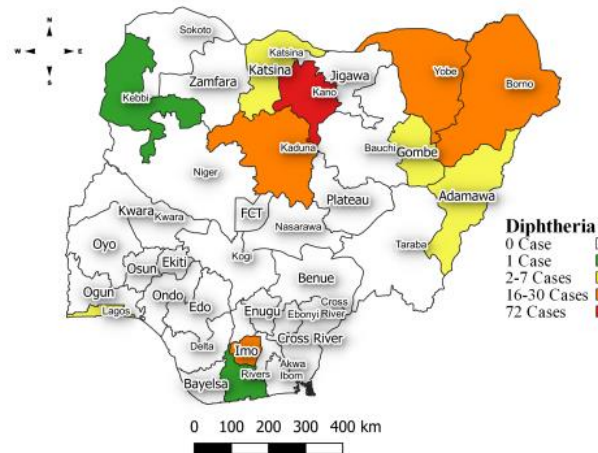 N
W E
S
Sokoto
Katsina
Katsina
Zamfara
Jigawa
Kano
Yobe
Borno
Kebbi
Kaduna
Bauchi
Gombe
Niger
Adamawa
Plateau
FCT
Kwara
Kwara
Nasarawa
Taraba
Oyo
Kogi
Osun
Ekiti
Benue
Ogun
Ondo
Edo
Lagos
Enugu
Ebonyi
Cross
River
Cross River
Delta
Imo
Rivers
Akwa
Ibom
Bayelsa
Diphtheria
0 Case
1 Case
2-7 Cases
16-30 Cases
72 Cases
0 100 200 300 400 km